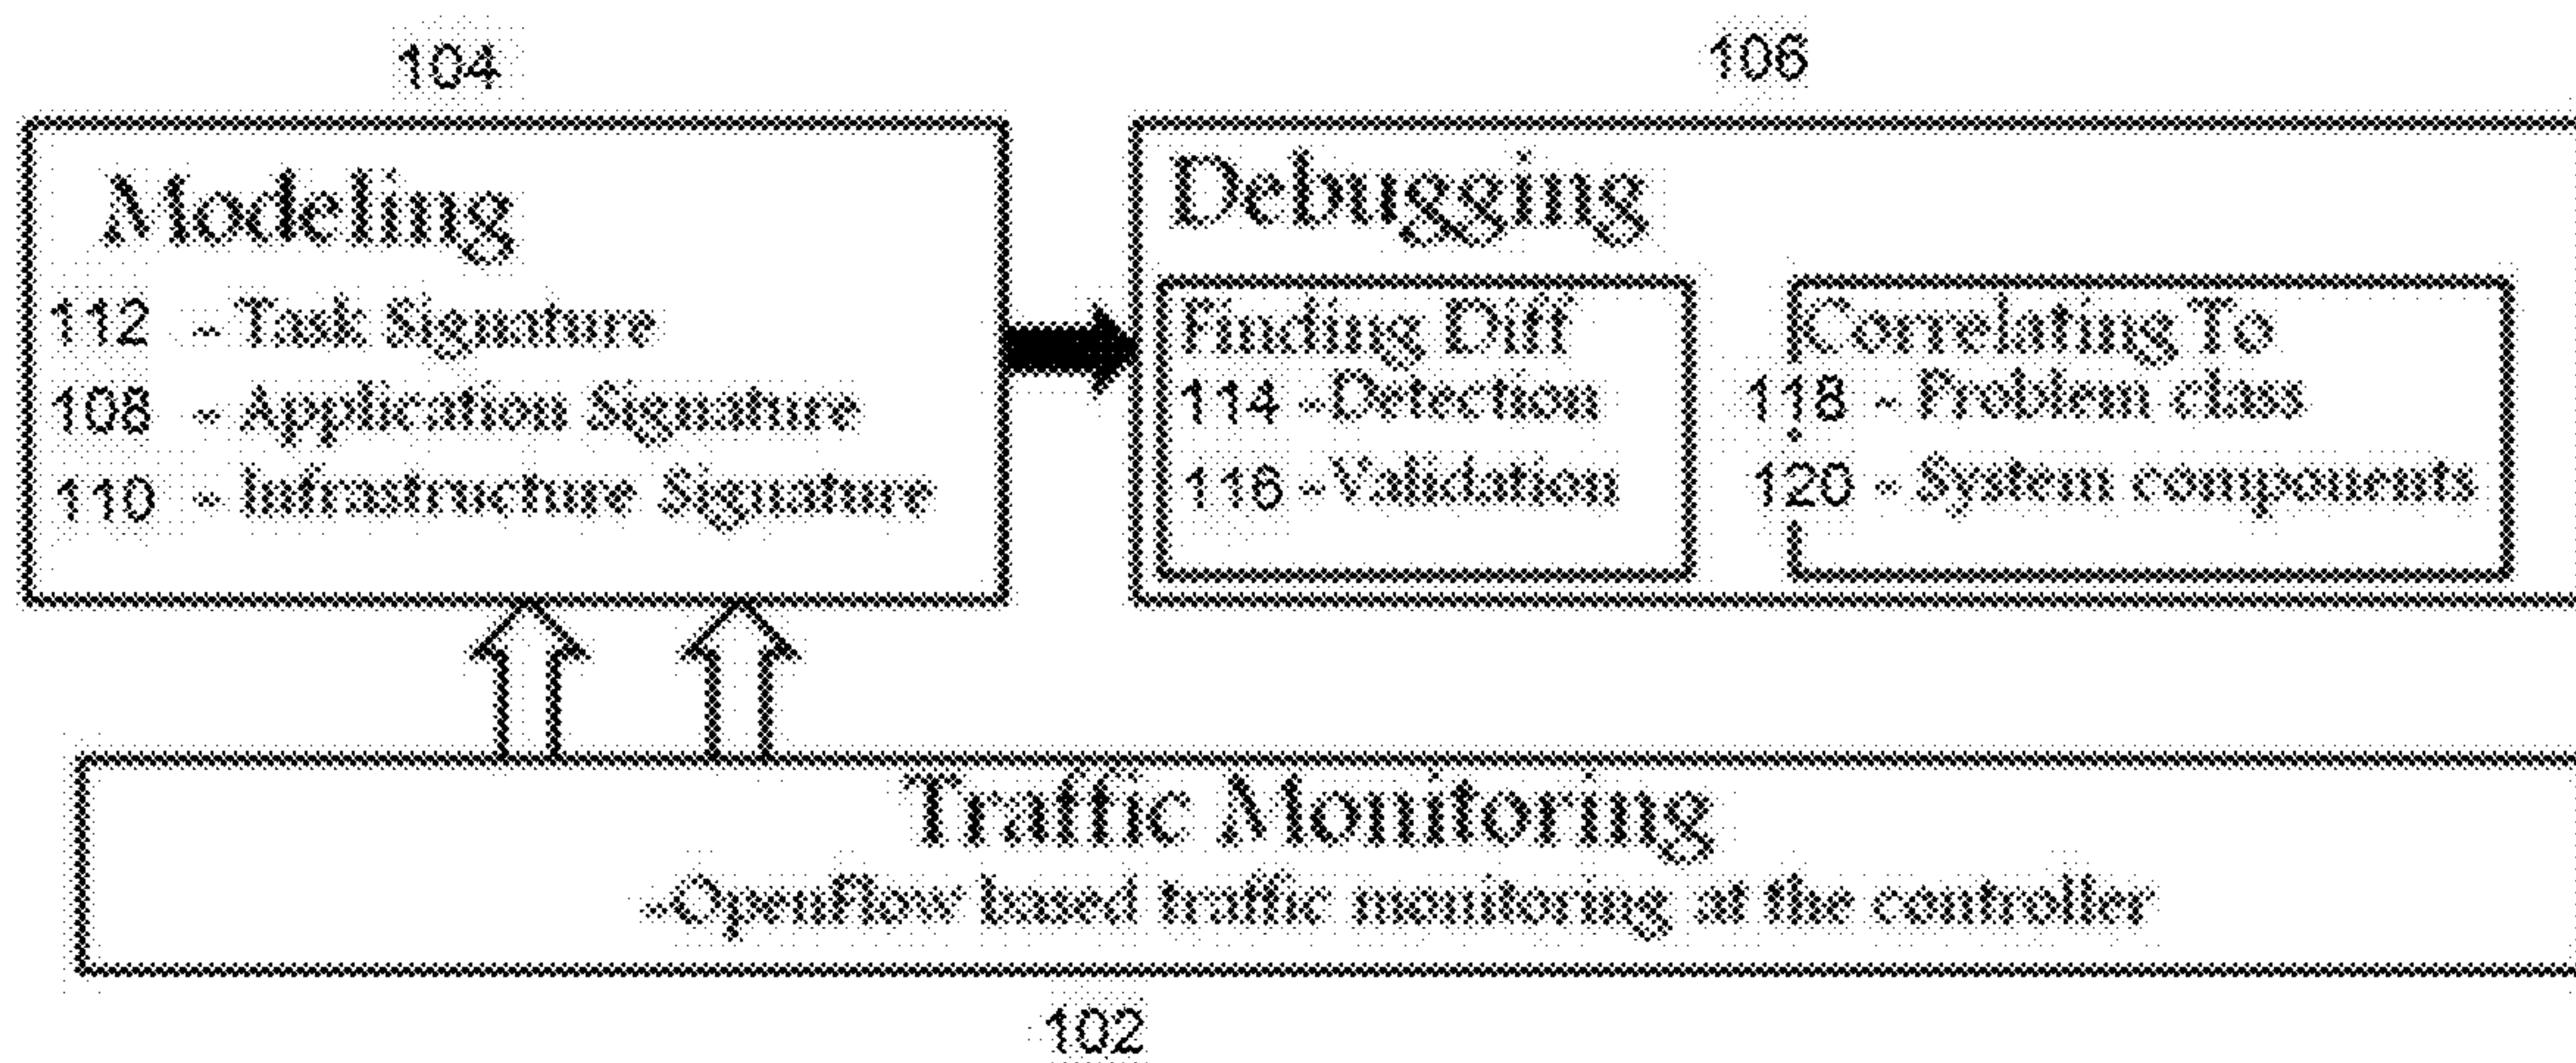 104
106
Modeling
112 - Task Signature
108 - Application Signature
110 - Infrastructure Signature
Debugging
Finding Diff
114 - Detection
116 - Validation
Correlating To
118 - Problem class
120 - System components
Traffic Monitoring
-OpenFlow based traffic monitoring at the controller
102